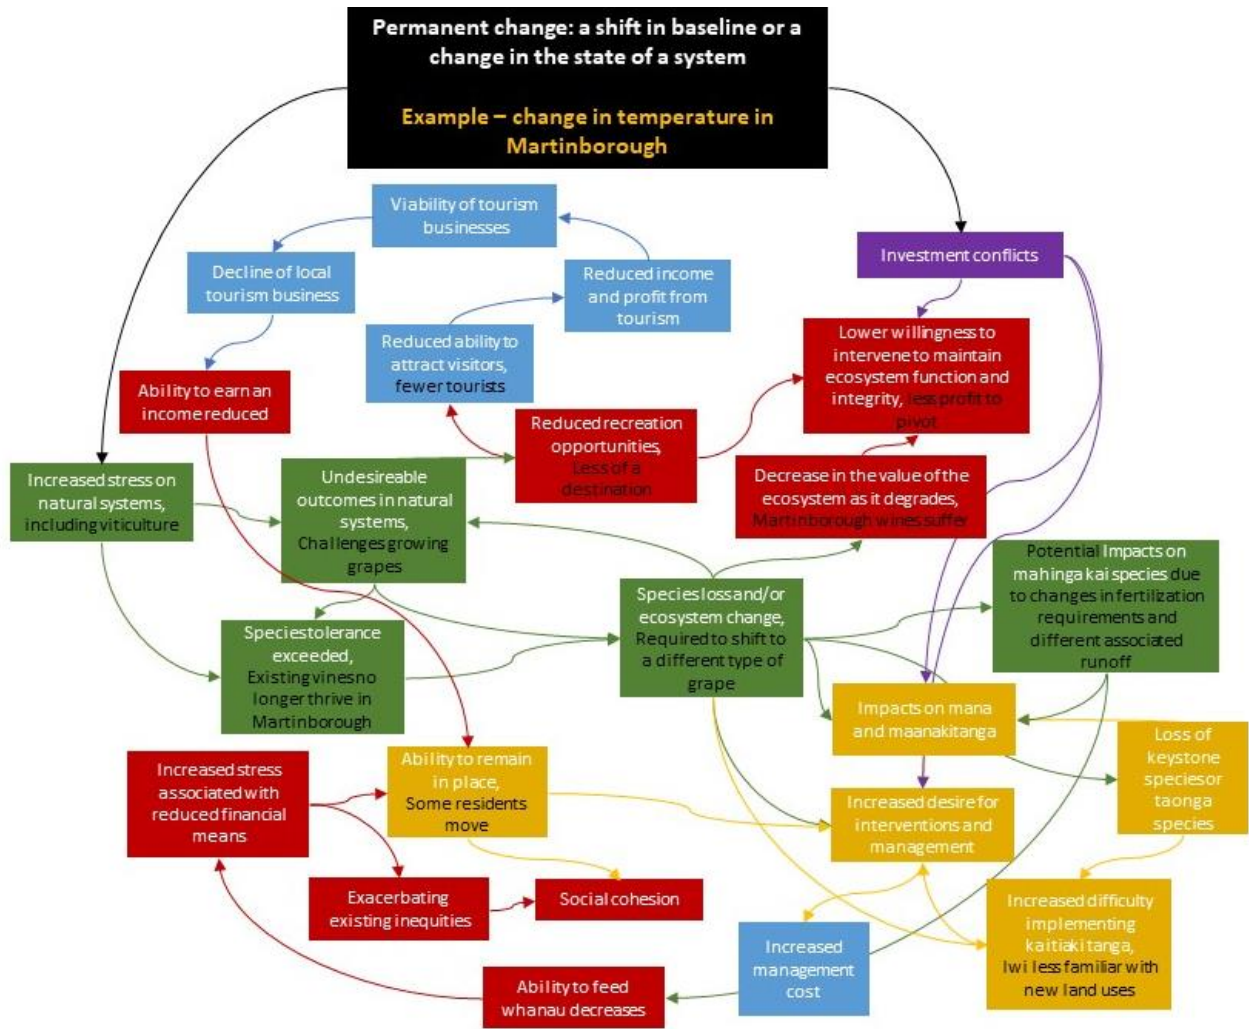 Permanent change: a shift in baseline or a
change in the state of a system
Example – change in temperature in
Martinborough
Viability of tourism
businesses
Investment conflicts
Decline of local
tourism business
Reduced income
and profit from
tourism
Reduced ability to
attract visitors,
fewer tourists
Lower willingness to
intervene to maintain
ecosystem function and
integrity, less profit to
pivot
Ability to earn an
income reduced
Reduced recreation
opportunities,
Less of a
destination
Increased stress on
natural systems,
including viticulture
Undesireable
outcomes in natural
systems,
Challenges growing
grapes
Decrease in the value of the
ecosystem as it degrades,
Martinborough wines suffer
Potential Impacts on
mahinga kai species due
to changes in fertilization
requirements and
different associated
runoff
Species tolerance
exceeded,
Existing vines no
longer thrive in
Martinborough
Species loss and/or
ecosystem change,
Required to shift to
a different type of
grape
Impacts on mana
and maanakitanga
Loss of
keystone
species or
taonga
species
Increased stress
associated with
reduced financial
means
Ability to remain
in place,
Some residents
move
Increased desire for
interventions and
management
Exacerbating
existing inequities
Social cohesion
Increased
management
cost
Increased difficulty
implementing
kaitiaki tanga,
Iwi less familiar with
new land uses
Ability to feed
whanau decreases